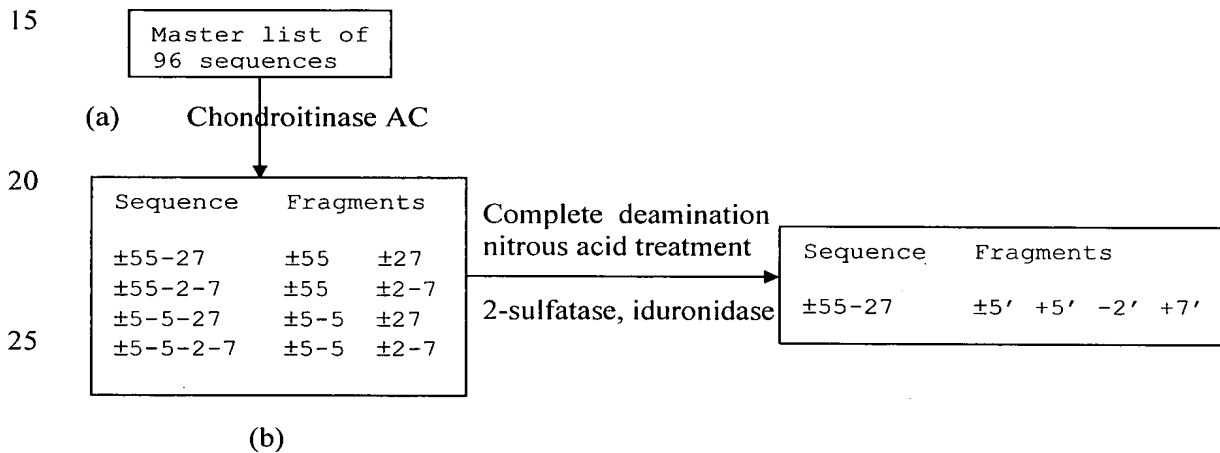 15
Master list of
96 sequences
(a) Chondroitinase AC
20
Sequence Fragments
±55-27 ±55 ±27
±55-2-7 ±55 ±2-7
±5-5-27 ±5-5 ±27
±5-5-2-7 ±5-5 ±2-7
Complete deamination
nitrous acid treatment
2-sulfatase, iduronidase
Sequence Fragments
±55-27 ±5′ +5′ -2′ +7′
25
(b)